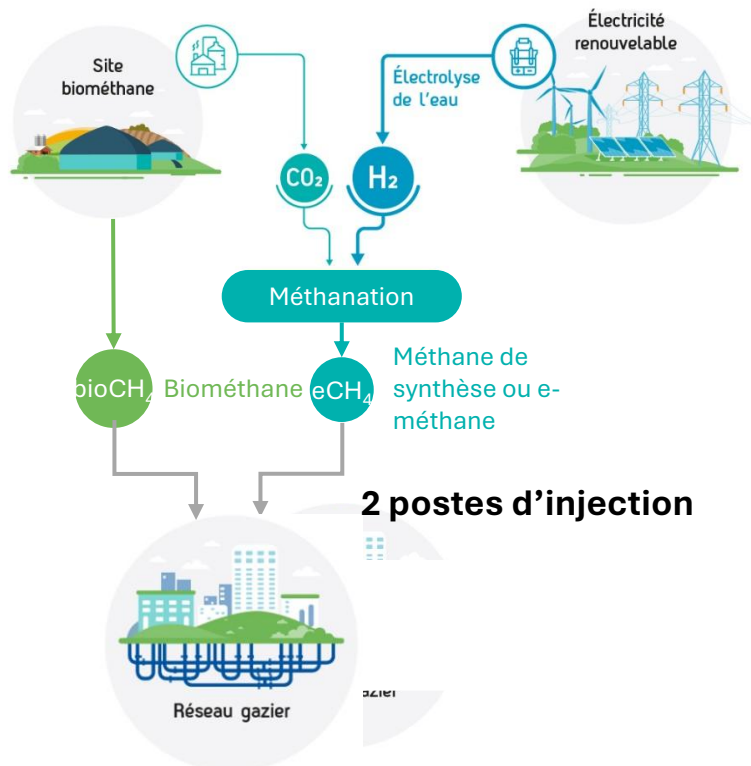 Site
biométhane
Électricité
renouvelable
Électrolyse
de l'eau
CO₂
H₂
Méthanation
bioCH₄
Biométhane
eCH₄
Méthane de
synthèse ou e-
méthane
2 postes d’injection
Réseau gazier